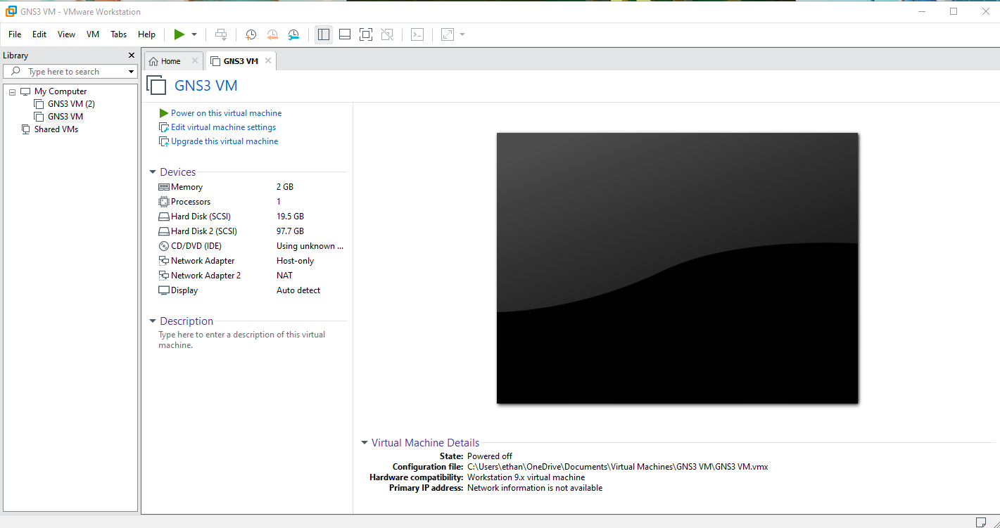 GNS3 VM - VMware Workstation
File Edit View VM Tabs Help
Library
Type here to search
My Computer
GNS3 VM (2)
GNS3 VM
Shared VMs
Home GNS3 VM
GNS3 VM
Power on this virtual machine
Edit virtual machine settings
Upgrade this virtual machine
Devices
Memory 2 GB
Processors 1
Hard Disk (SCSI) 19.5 GB
Hard Disk 2 (SCSI) 97.7 GB
CD/DVD (IDE) Using unknown ...
Network Adapter Host-only
Network Adapter 2 NAT
Display Auto detect
Description
Type here to enter a description of this virtual
machine.
Virtual Machine Details
State: Powered off
Configuration file: C:\Users\ethan\OneDrive\Documents\Virtual Machines\GNS3 VM\GNS3 VM.vmx
Hardware compatibility: Workstation 9.x virtual machine
Primary IP address: Network information is not available